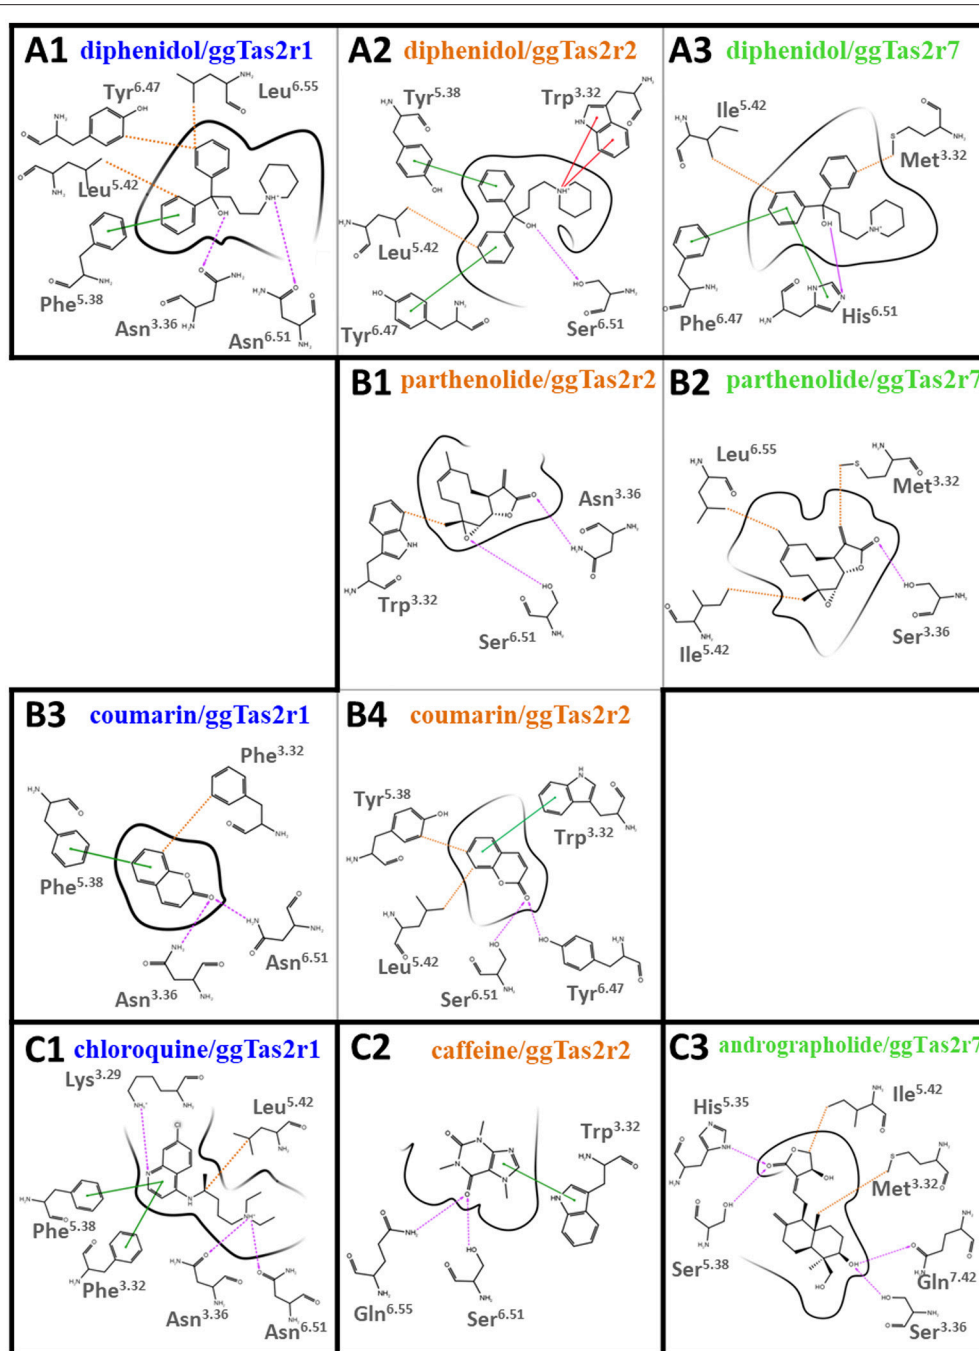 A1 diphenidol/ggTas2r1
Tyr6.47
Leu6.55
Leu5.42
Phe5.38
Asn3.36
Asn6.51
A2 diphenidol/ggTas2r2
Tyr5.38
Trp3.32
Leu5.42
Tyr6.47
Ser6.51
A3 diphenidol/ggTas2r7
Ile5.42
Met3.32
Phe6.47
His6.51
B1 parthenolide/ggTas2r2
Asn3.36
Trp3.32
Ser6.51
B2 parthenolide/ggTas2r7
Leu6.55
Met3.32
Ile5.42
Ser3.36
B3 coumarin/ggTas2r1
Phe3.32
Phe5.38
Asn6.51
Asn3.36
B4 coumarin/ggTas2r2
Tyr5.38
Trp3.32
Leu5.42
Ser6.51
Tyr6.47
C1 chloroquine/ggTas2r1
Lys3.29
Leu5.42
Phe5.38
Phe3.32
Asn3.36
Asn6.51
C2 caffeine/ggTas2r2
Trp3.32
Gln6.55
Ser6.51
C3 andrographolide/ggTas2r7
His5.35
Ile5.42
Met3.32
Ser5.38
Gln7.42
Ser3.36